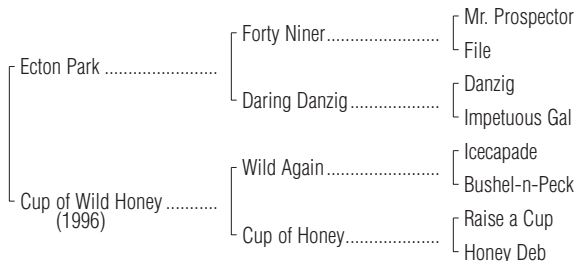 Mr. Prospector
Forty Niner
File
Ecton Park
Danzig
Daring Danzig
Impetuous Gal
Icecapade
Wild Again
Bushel-n-Peck
Cup of Wild Honey
(1996)
Raise a Cup
Cup of Honey
Honey Deb